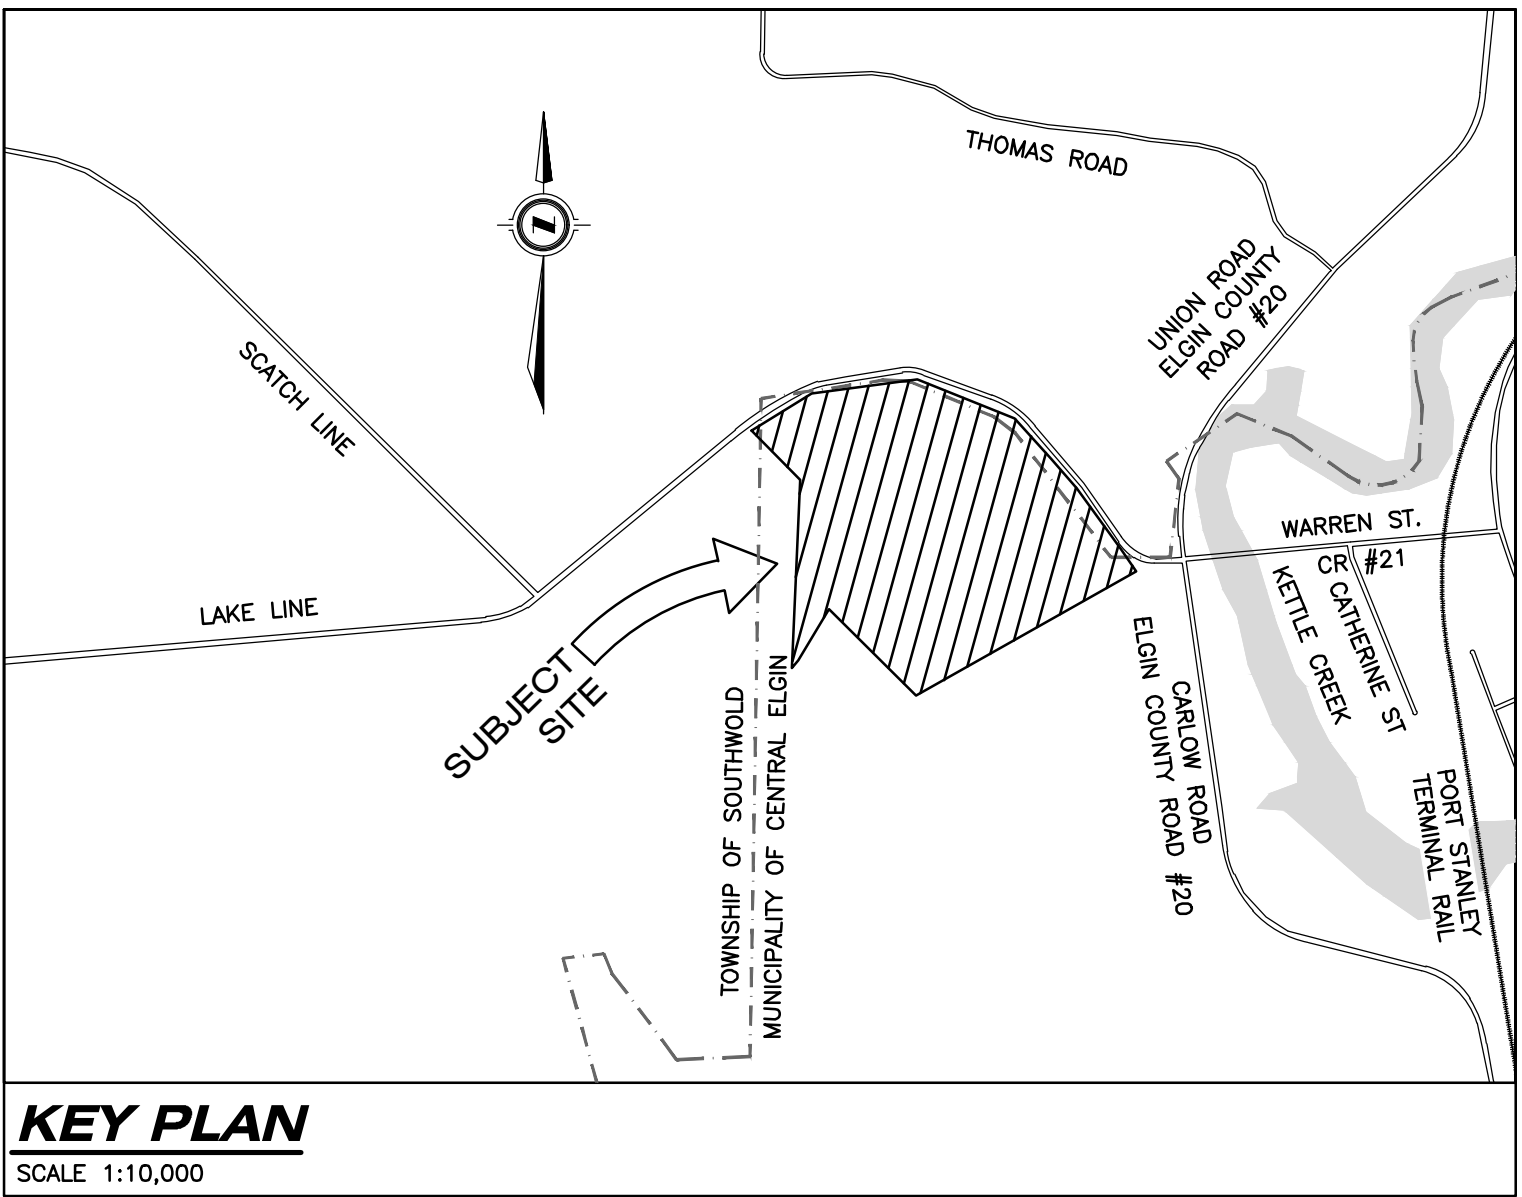 THOMAS ROAD
UNION ROAD
ELGIN COUNTY
ROAD #20
SCATCH LINE
LAKE LINE
SUBJECT
SITE
WARREN ST.
CR #21
CATHERINE ST
KETTLE CREEK
CARLOW ROAD
ELGIN COUNTY ROAD #20
TOWNSHIP OF SOUTHWOLD
MUNICIPALITY OF CENTRAL ELGIN
PORT STANLEY
TERMINAL RAIL
KEY PLAN
SCALE 1:10,000